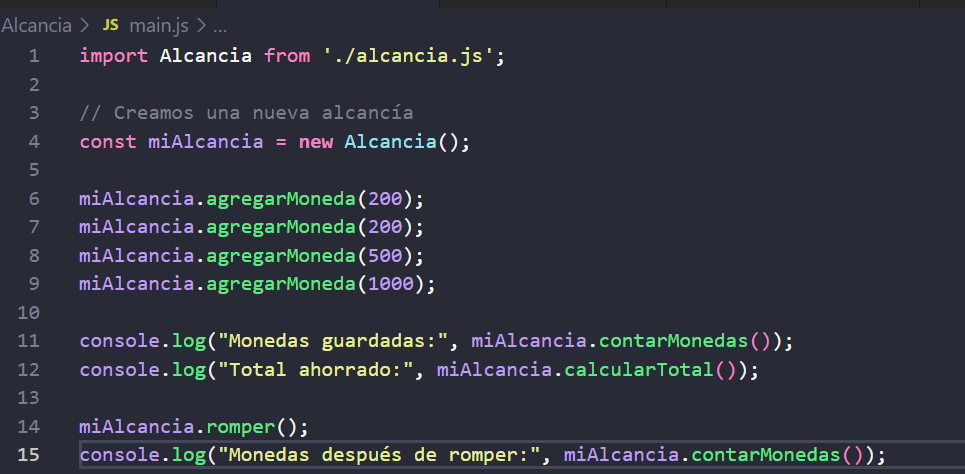 Alcancia > JS main.js > ...
1 import Alcancia from './alcancia.js';
2
3 // Creamos una nueva alcancía
4 const miAlcancia = new Alcancia();
5
6 miAlcancia.agregarMoneda(200);
7 miAlcancia.agregarMoneda(200);
8 miAlcancia.agregarMoneda(500);
9 miAlcancia.agregarMoneda(1000);
10
11 console.log("Monedas guardadas:", miAlcancia.contarMonedas());
12 console.log("Total ahorrado:", miAlcancia.calcularTotal());
13
14 miAlcancia.romper();
15 console.log("Monedas después de romper:", miAlcancia.contarMonedas());